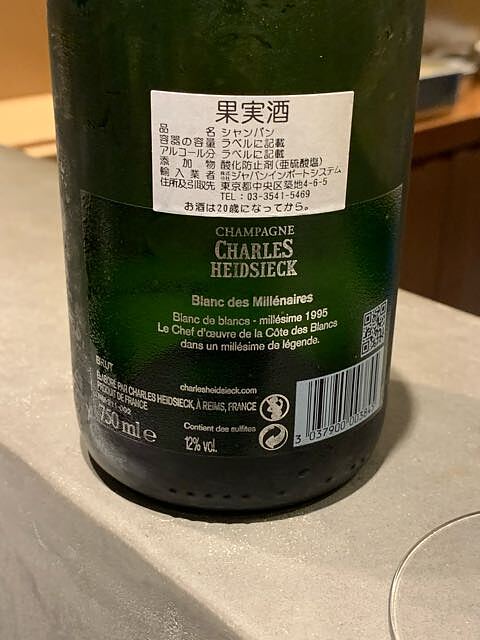 果実酒
品名 シャンパン
容器の容量 ラベルに記載
アルコール分 ラベルに記載
添加物 酸化防止剤(亜硫酸塩)
輸入業者 株式会社ジャパンインポートシステム
住所及引取先 東京都中央区築地4-6-5
TEL:03-3541-5469
お酒は20歳になってから。
CHAMPAGNE
CHARLES
HEIDSIECK
Blanc des Millénaires
Blanc de blancs - millésime 1995
Le Chef d'œuvre de la Côte des Blancs
dans un millésime de légende.
BRUT
charlesheidsieck.com
ELABORÉ PAR CHARLES HEIDSIECK, À REIMS, FRANCE
PRODUIT DE FRANCE
750 ml e
Contient des sulfites
12% vol.